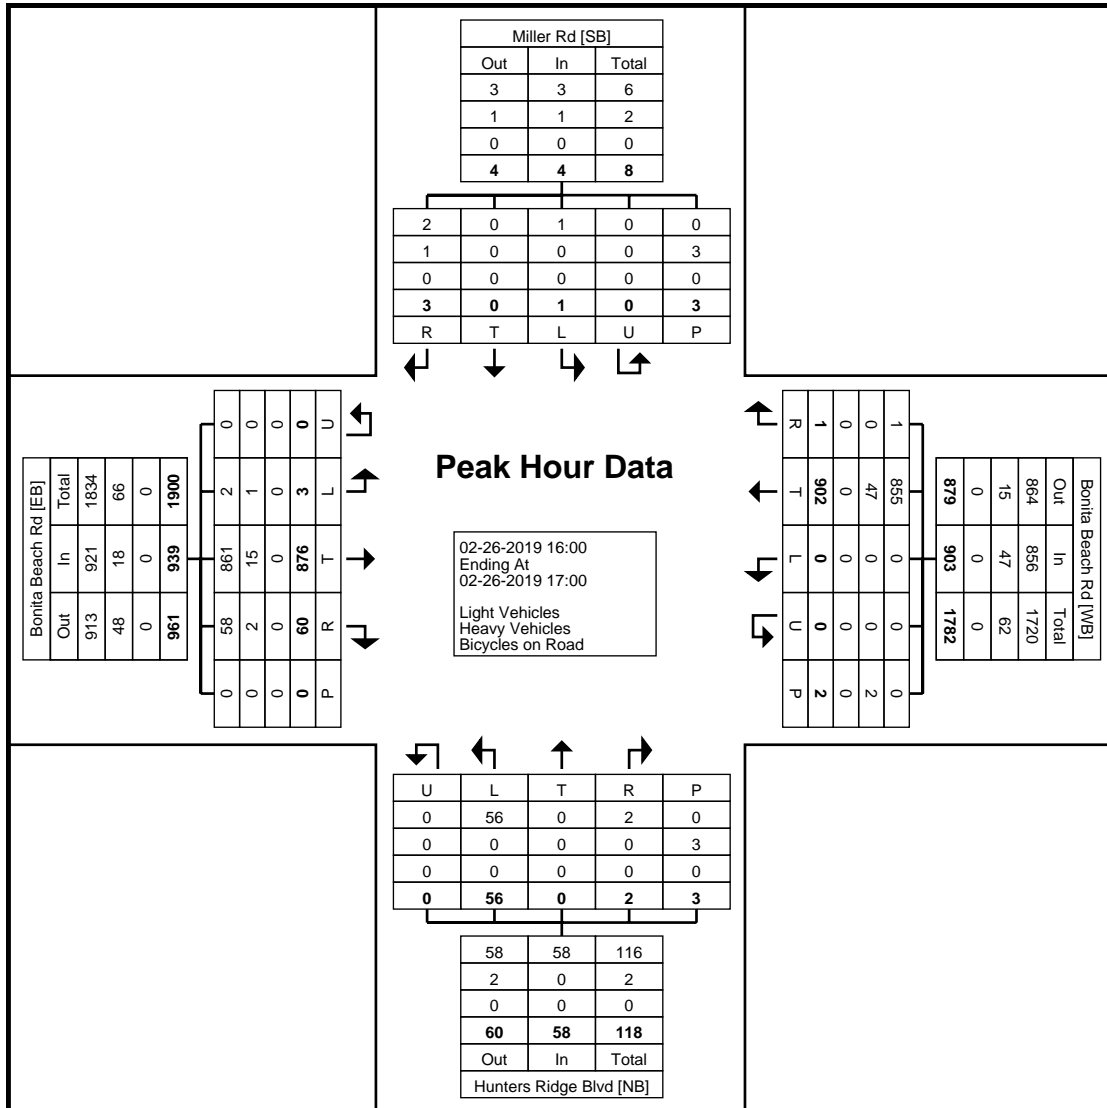 Miller Rd [SB]
Out In Total
3 3 6
1 1 2
0 0 0
4 4 8
2 0 1 0 0
1 0 0 0 3
0 0 0 0 0
3 0 1 0 3
R T L U P
Bonita Beach Rd [EB]
Total In Out
1834 921 913
66 18 48
0 0 0
1900 939 961
0 2 861 58 0
0 1 15 2 0
0 0 0 0 0
0 3 876 60 0
U L T R P
Peak Hour Data
02-26-2019 16:00
Ending At
02-26-2019 17:00
Light Vehicles
Heavy Vehicles
Bicycles on Road
Bonita Beach Rd [WB]
Out In Total
864 856 1720
15 47 62
0 0 0
879 903 1782
1 855 0 0 0
0 47 0 0 2
0 0 0 0 0
1 902 0 0 2
R T L U P
U L T R P
0 56 0 2 0
0 0 0 0 3
0 0 0 0 0
0 56 0 2 3
58 58 116
2 0 2
0 0 0
60 58 118
Out In Total
Hunters Ridge Blvd [NB]